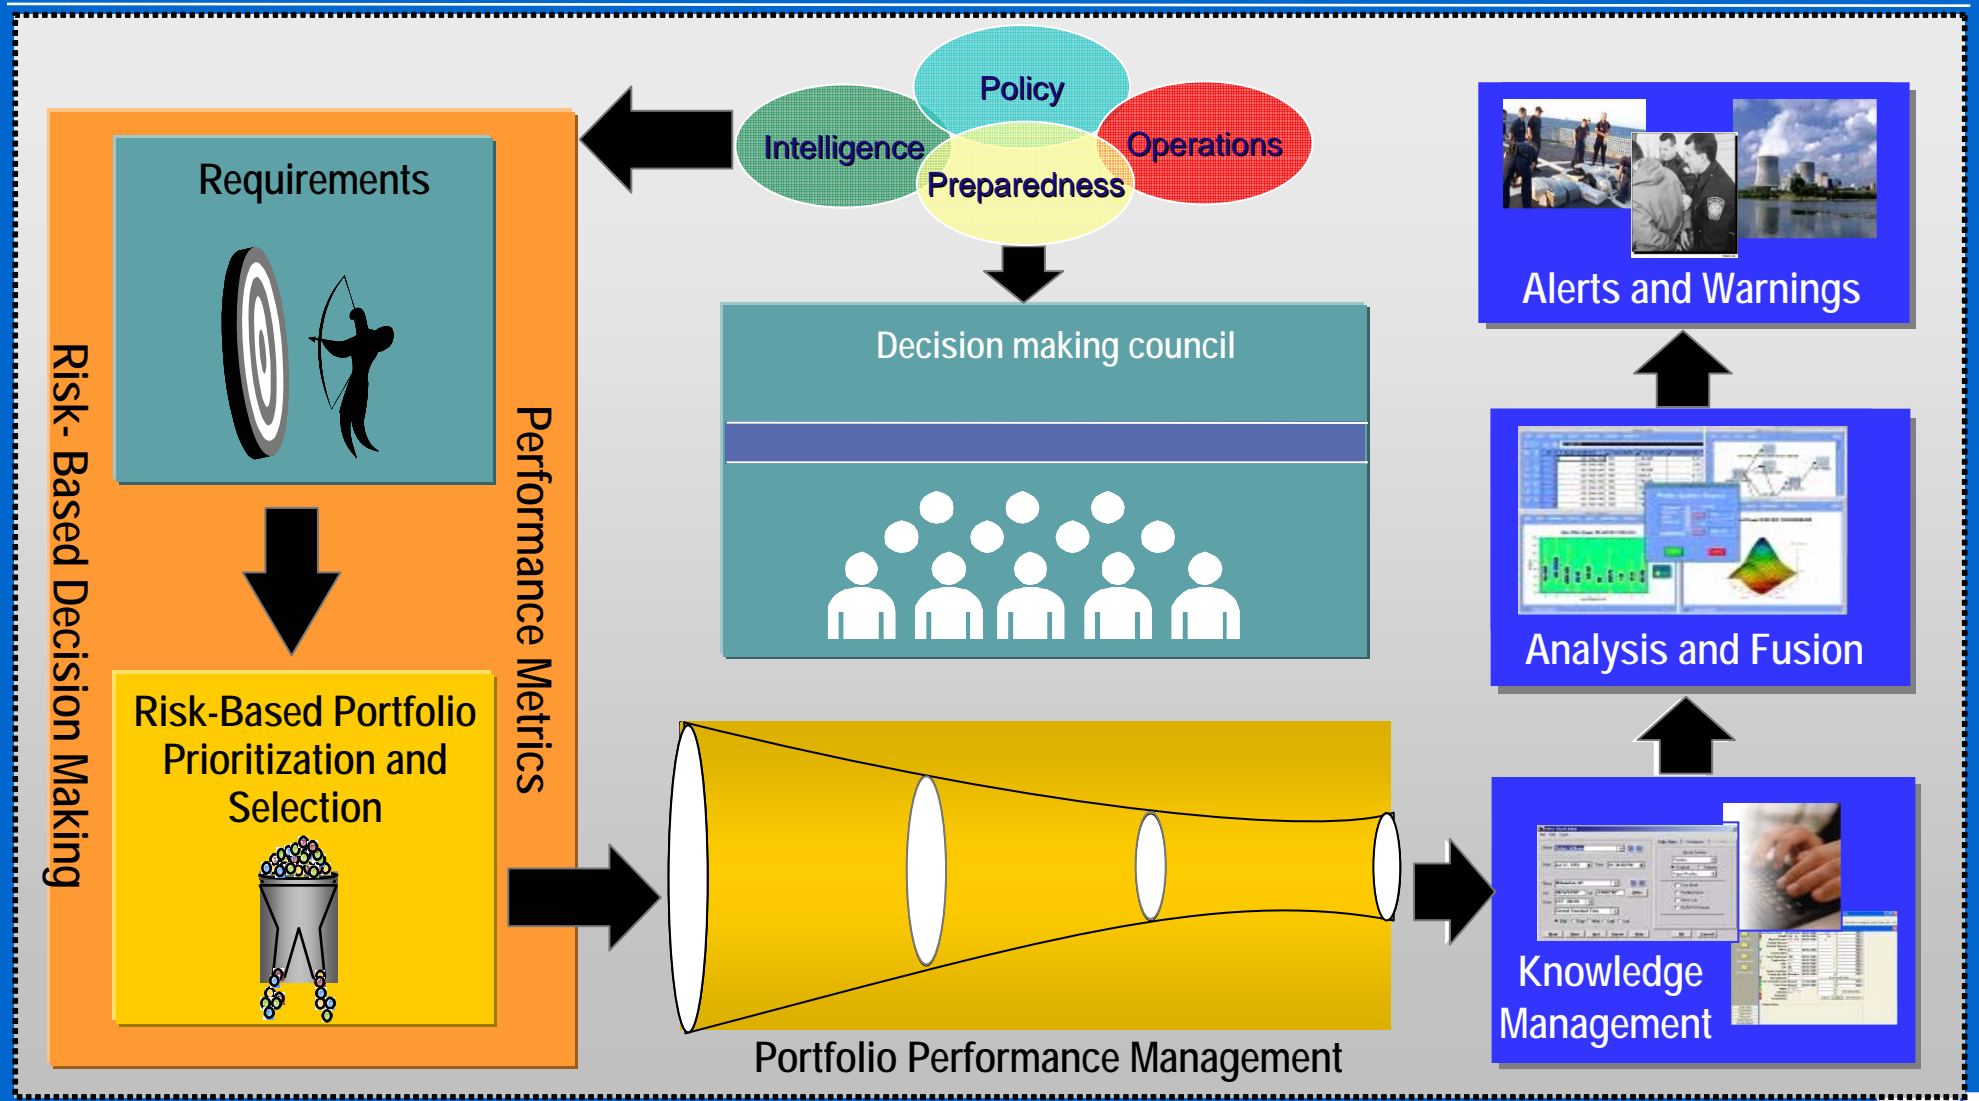 Policy
Intelligence
Operations
Preparedness
Requirements
Risk- Based Decision Making
Performance Metrics
Risk-Based Portfolio
Prioritization and
Selection
Decision making council
Portfolio Performance Management
Alerts and Warnings
Analysis and Fusion
Knowledge
Management